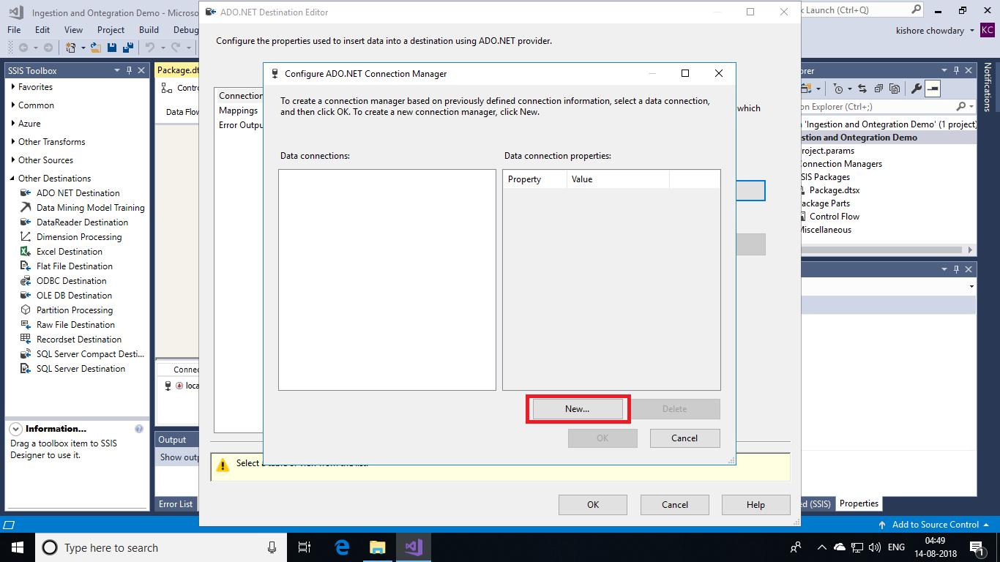 Ingestion and Ontegration Demo - Microso
ADO.NET Destination Editor
k Launch (Ctrl+Q)
File Edit View Project Build Debug
kishore chowdary KC
Configure the properties used to insert data into a destination using ADO.NET provider.
SSIS Toolbox
Favorites
Common
Azure
Other Transforms
Other Sources
Other Destinations
ADO NET Destination
Data Mining Model Training
DataReader Destination
Dimension Processing
Excel Destination
Flat File Destination
ODBC Destination
OLE DB Destination
Partition Processing
Raw File Destination
Recordset Destination
SQL Server Compact Desti...
SQL Server Destination
Information...
Drag a toolbox item to SSIS
Designer to use it.
Package.dt
Contro
Data Flow
Connec
loca
Output
Show outp
Error List
Connection
Mappings
Error Outpu
which
Configure ADO.NET Connection Manager
To create a connection manager based on previously defined connection information, select a data connection,
and then click OK. To create a new connection manager, click New.
Data connections:
Data connection properties:
Property Value
New...
Delete
OK
Cancel
Select a table or view from the list.
OK
Cancel
Help
orer
on Explorer (Ctrl+;)
n 'Ingestion and Ontegration Demo' (1 project)
estion and Ontegration Demo
roject.params
Connection Managers
SIS Packages
Package.dtsx
ackage Parts
Control Flow
Miscellaneous
Notifications
ed (SSIS)
Properties
Add to Source Control
Type here to search
ENG
04:49
14-08-2018
1